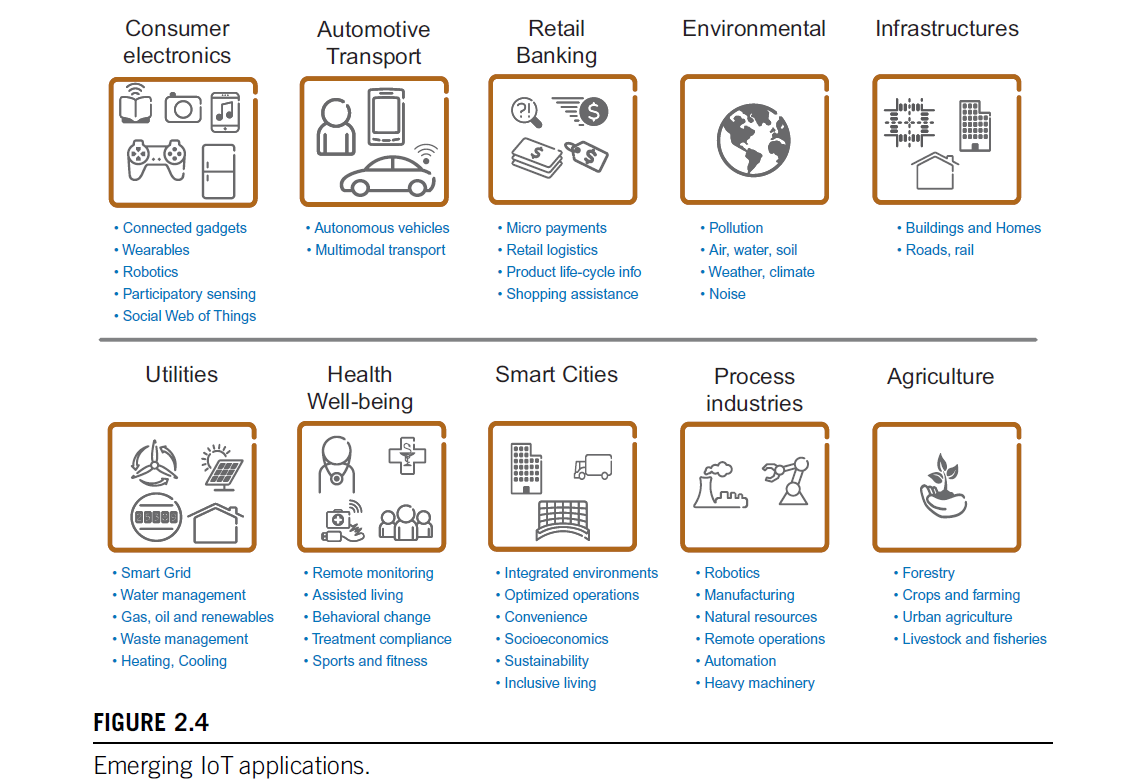 Consumer
electronics
• Connected gadgets
• Wearables
• Robotics
• Participatory sensing
• Social Web of Things
Automotive
Transport
• Autonomous vehicles
• Multimodal transport
Retail
Banking
?!
$
$
$
• Micro payments
• Retail logistics
• Product life-cycle info
• Shopping assistance
Environmental
• Pollution
• Air, water, soil
• Weather, climate
• Noise
Infrastructures
• Buildings and Homes
• Roads, rail
Utilities
• Smart Grid
• Water management
• Gas, oil and renewables
• Waste management
• Heating, Cooling
Health
Well-being
• Remote monitoring
• Assisted living
• Behavioral change
• Treatment compliance
• Sports and fitness
Smart Cities
• Integrated environments
• Optimized operations
• Convenience
• Socioeconomics
• Sustainability
• Inclusive living
Process
industries
• Robotics
• Manufacturing
• Natural resources
• Remote operations
• Automation
• Heavy machinery
Agriculture
• Forestry
• Crops and farming
• Urban agriculture
• Livestock and fisheries
FIGURE 2.4
Emerging IoT applications.